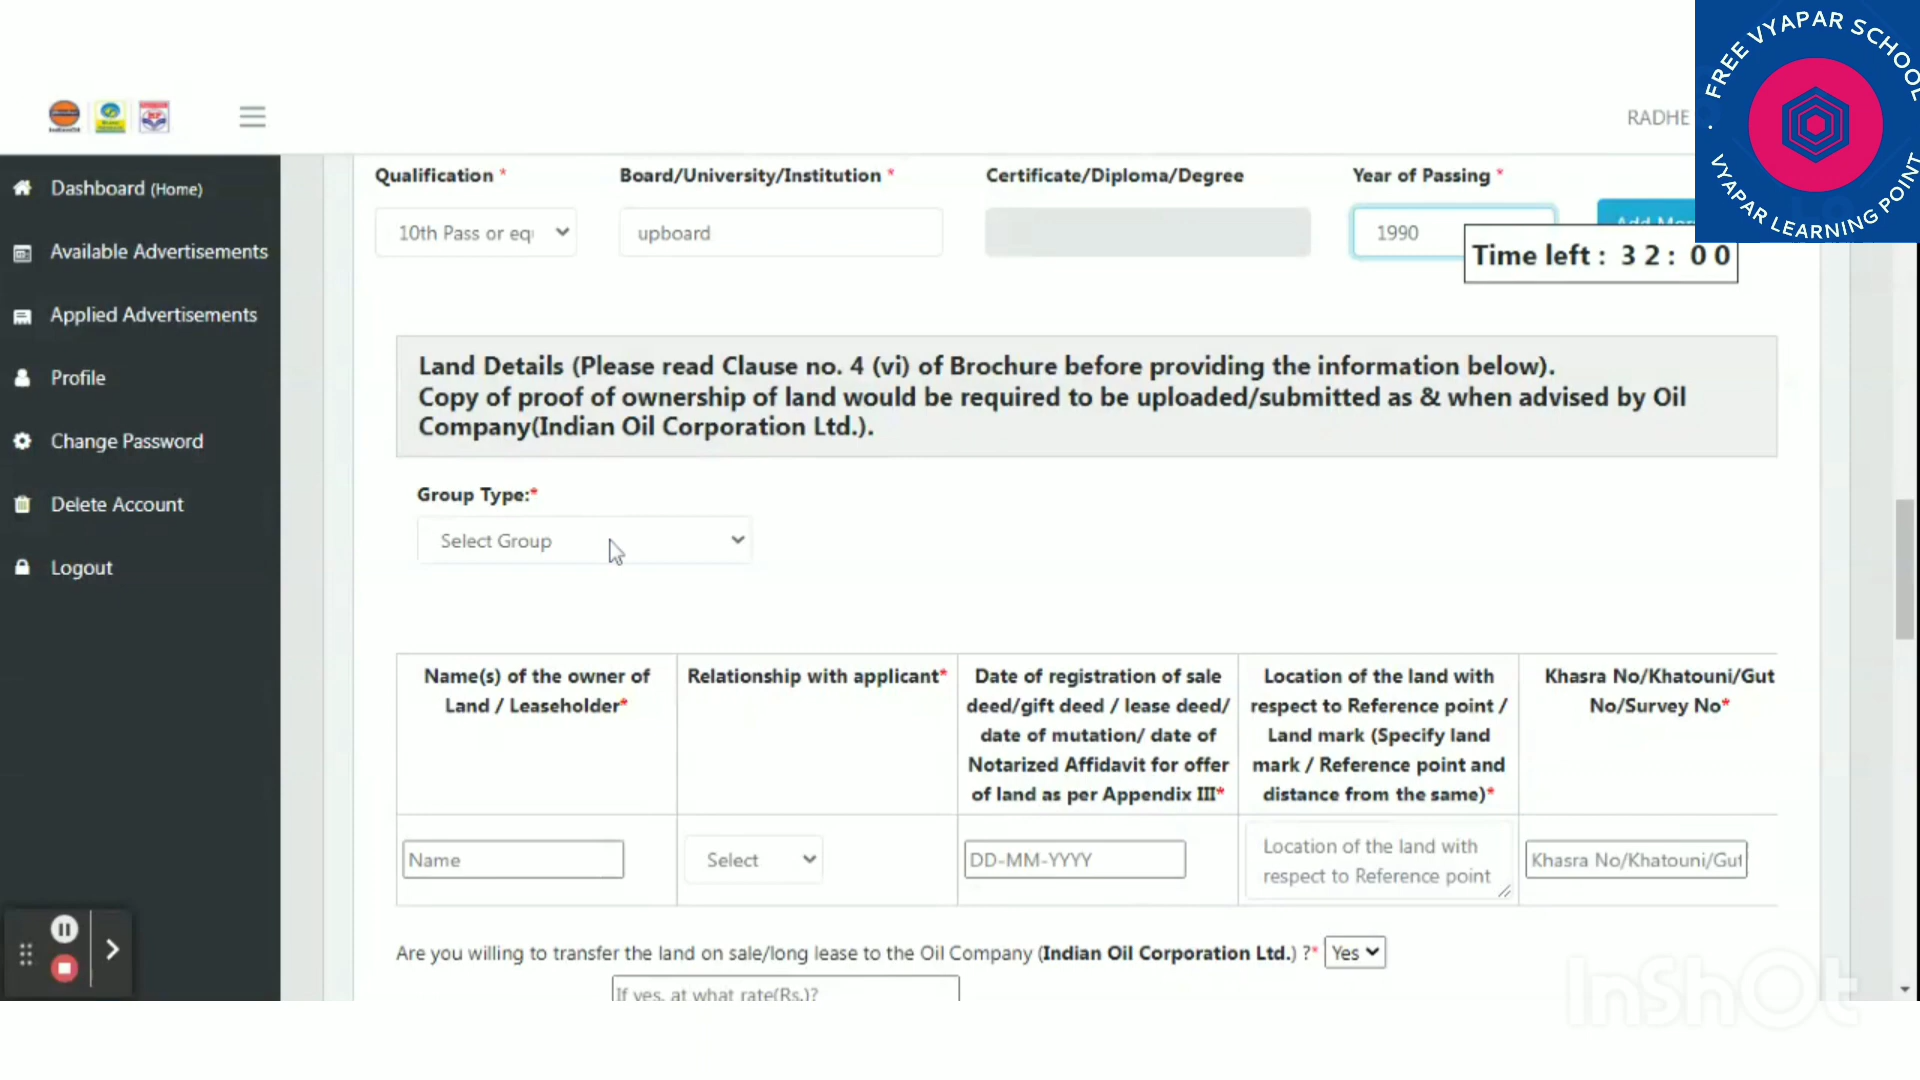 FREE VYAPAR SCHOOL
VYAPAR LEARNING POINT
RADHE
Dashboard (Home)
Available Advertisements
Applied Advertisements
Profile
Change Password
Delete Account
Logout
Qualification * Board/University/Institution * Certificate/Diploma/Degree Year of Passing *
10th Pass or equ upboard 1990
Time left : 3 2 : 0 0
Land Details (Please read Clause no. 4 (vi) of Brochure before providing the information below).
Copy of proof of ownership of land would be required to be uploaded/submitted as & when advised by Oil
Company(Indian Oil Corporation Ltd.).
Group Type:*
Select Group
Name(s) of the owner of
Land / Leaseholder*
Relationship with applicant*
Date of registration of sale
deed/gift deed / lease deed/
date of mutation/ date of
Notarized Affidavit for offer
of land as per Appendix III*
Location of the land with
respect to Reference point /
Land mark (Specify land
mark / Reference point and
distance from the same)*
Khasra No/Khatouni/Gut
No/Survey No*
Name
Select
DD-MM-YYYY
Location of the land with
respect to Reference point
Khasra No/Khatouni/Gut
Are you willing to transfer the land on sale/long lease to the Oil Company (Indian Oil Corporation Ltd.) ?* Yes
If yes, at what rate(Rs.)?
InShOt